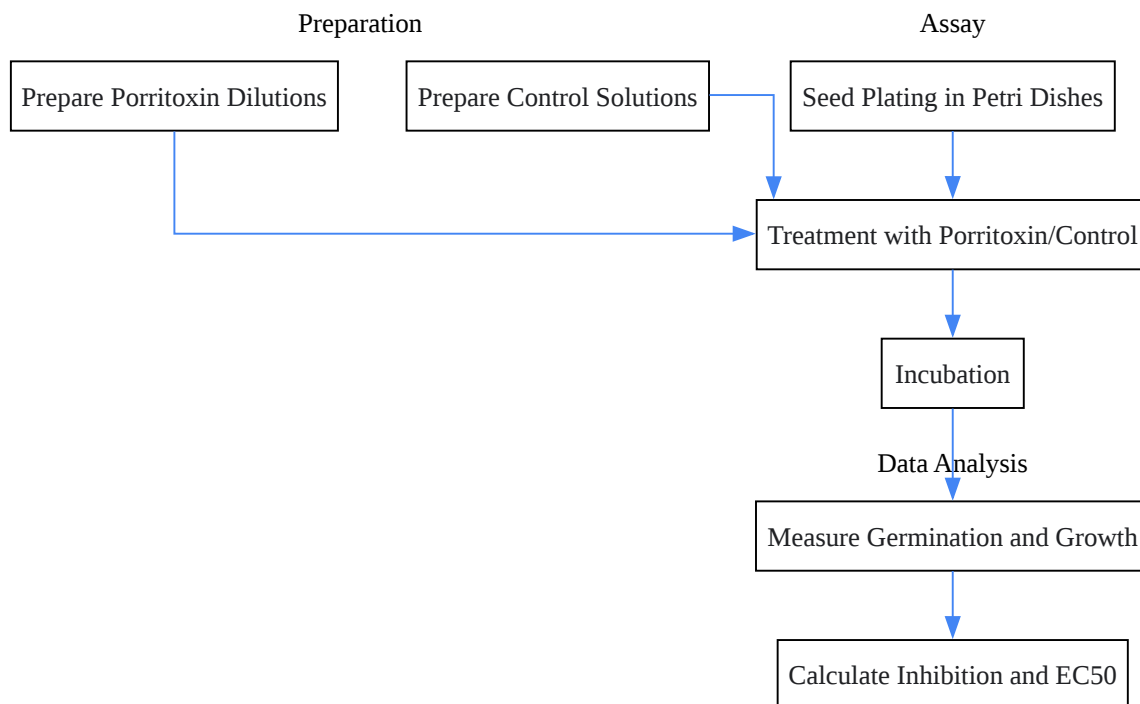 Preparation
Assay
Prepare Porritoxin Dilutions
Prepare Control Solutions
Seed Plating in Petri Dishes
Treatment with Porritoxin/Control
Incubation
Data Analysis
Measure Germination and Growth
Calculate Inhibition and EC50